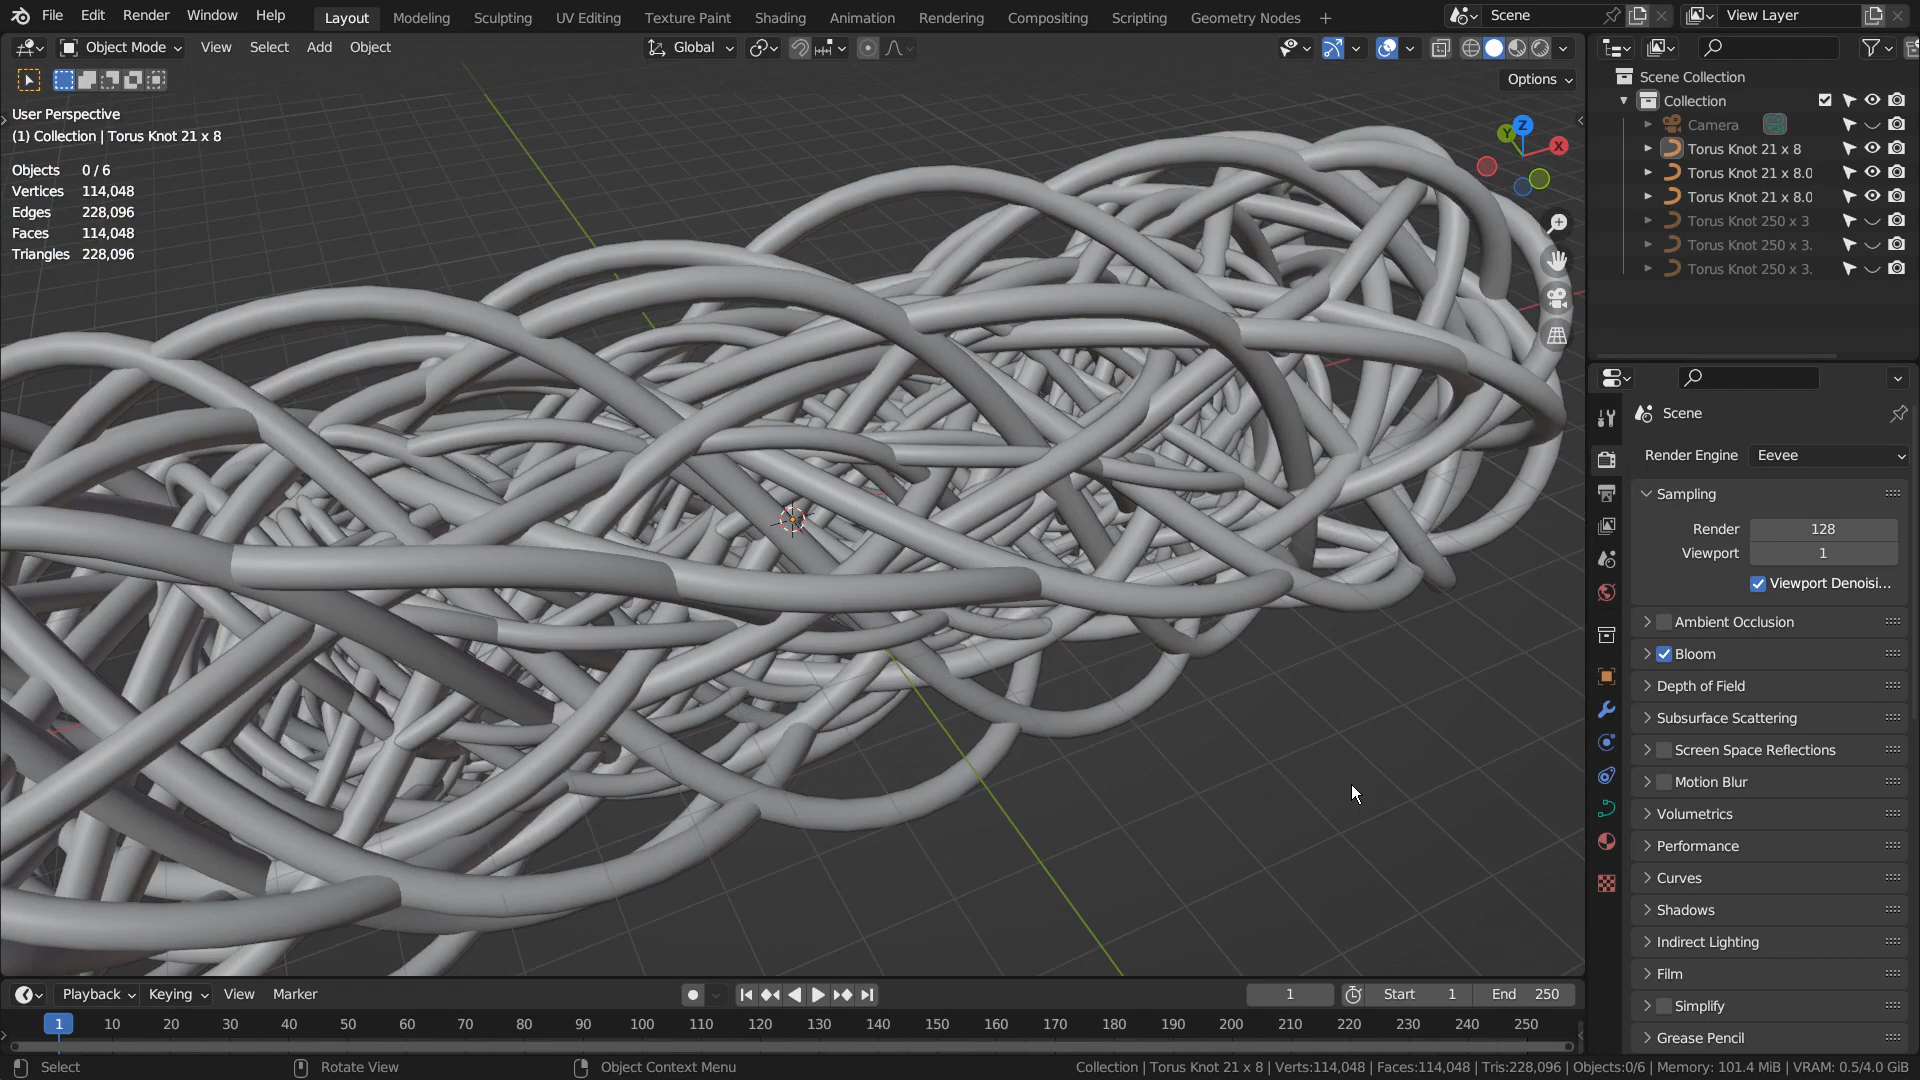 File Edit Render Window Help
Layout Modeling Sculpting UV Editing Texture Paint Shading Animation Rendering Compositing Scripting Geometry Nodes +
Scene
View Layer
Object Mode View Select Add Object
Global
Options
User Perspective
(1) Collection | Torus Knot 21 x 8
Objects 0 / 6
Vertices 114,048
Edges 228,096
Faces 114,048
Triangles 228,096
Z
Y
X
Scene Collection
Collection
Camera
Torus Knot 21 x 8
Torus Knot 21 x 8.0
Torus Knot 21 x 8.0
Torus Knot 250 x 3
Torus Knot 250 x 3.
Torus Knot 250 x 3.
Scene
Render Engine Eevee
Sampling
Render 128
Viewport 1
Viewport Denoisi...
Ambient Occlusion
Bloom
Depth of Field
Subsurface Scattering
Screen Space Reflections
Motion Blur
Volumetrics
Performance
Curves
Shadows
Indirect Lighting
Film
Simplify
Grease Pencil
Playback Keying View Marker
1 Start 1 End 250
1 10 20 30 40 50 60 70 80 90 100 110 120 130 140 150 160 170 180 190 200 210 220 230 240 250
Select Rotate View Object Context Menu
Collection | Torus Knot 21 x 8 | Verts:114,048 | Faces:114,048 | Tris:228,096 | Objects:0/6 | Memory: 101.4 MiB | VRAM: 0.5/4.0 GiB